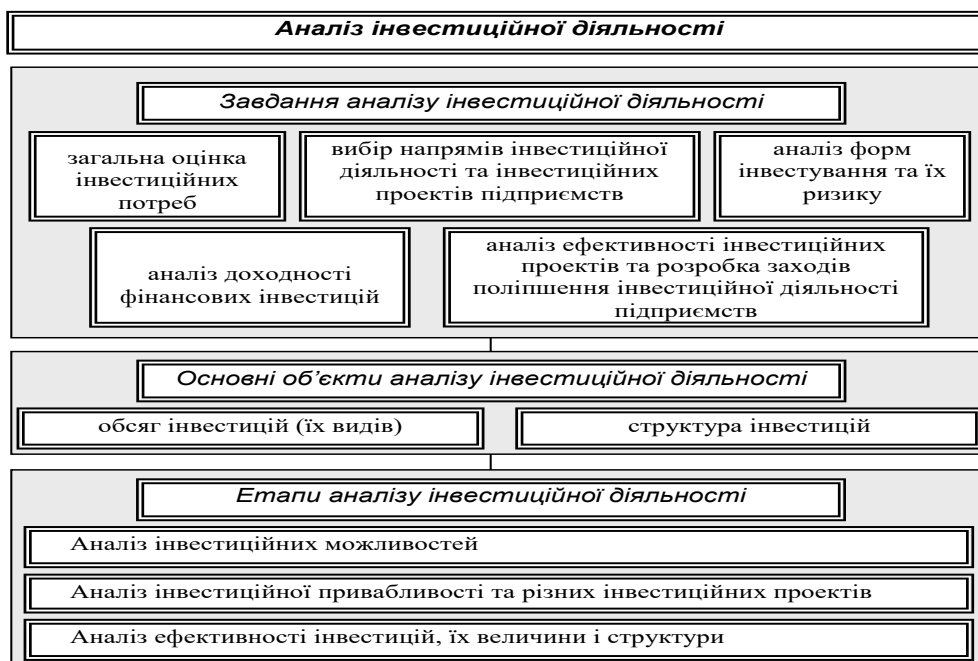 Аналіз інвестиційної діяльності
Завдання аналізу інвестиційної діяльності
загальна оцінка
інвестиційних
потреб
вибір напрямів інвестиційної
діяльності та інвестиційних
проектів підприємств
аналіз форм
інвестування та їх
ризику
аналіз доходності
фінансових інвестицій
аналіз ефективності інвестиційних
проектів та розробка заходів
поліпшення інвестиційної діяльності
підприємств
Основні об’єкти аналізу інвестиційної діяльності
обсяг інвестицій (їх видів)
структура інвестицій
Етапи аналізу інвестиційної діяльності
Аналіз інвестиційних можливостей
Аналіз інвестиційної привабливості та різних інвестиційних проектів
Аналіз ефективності інвестицій, їх величини і структури